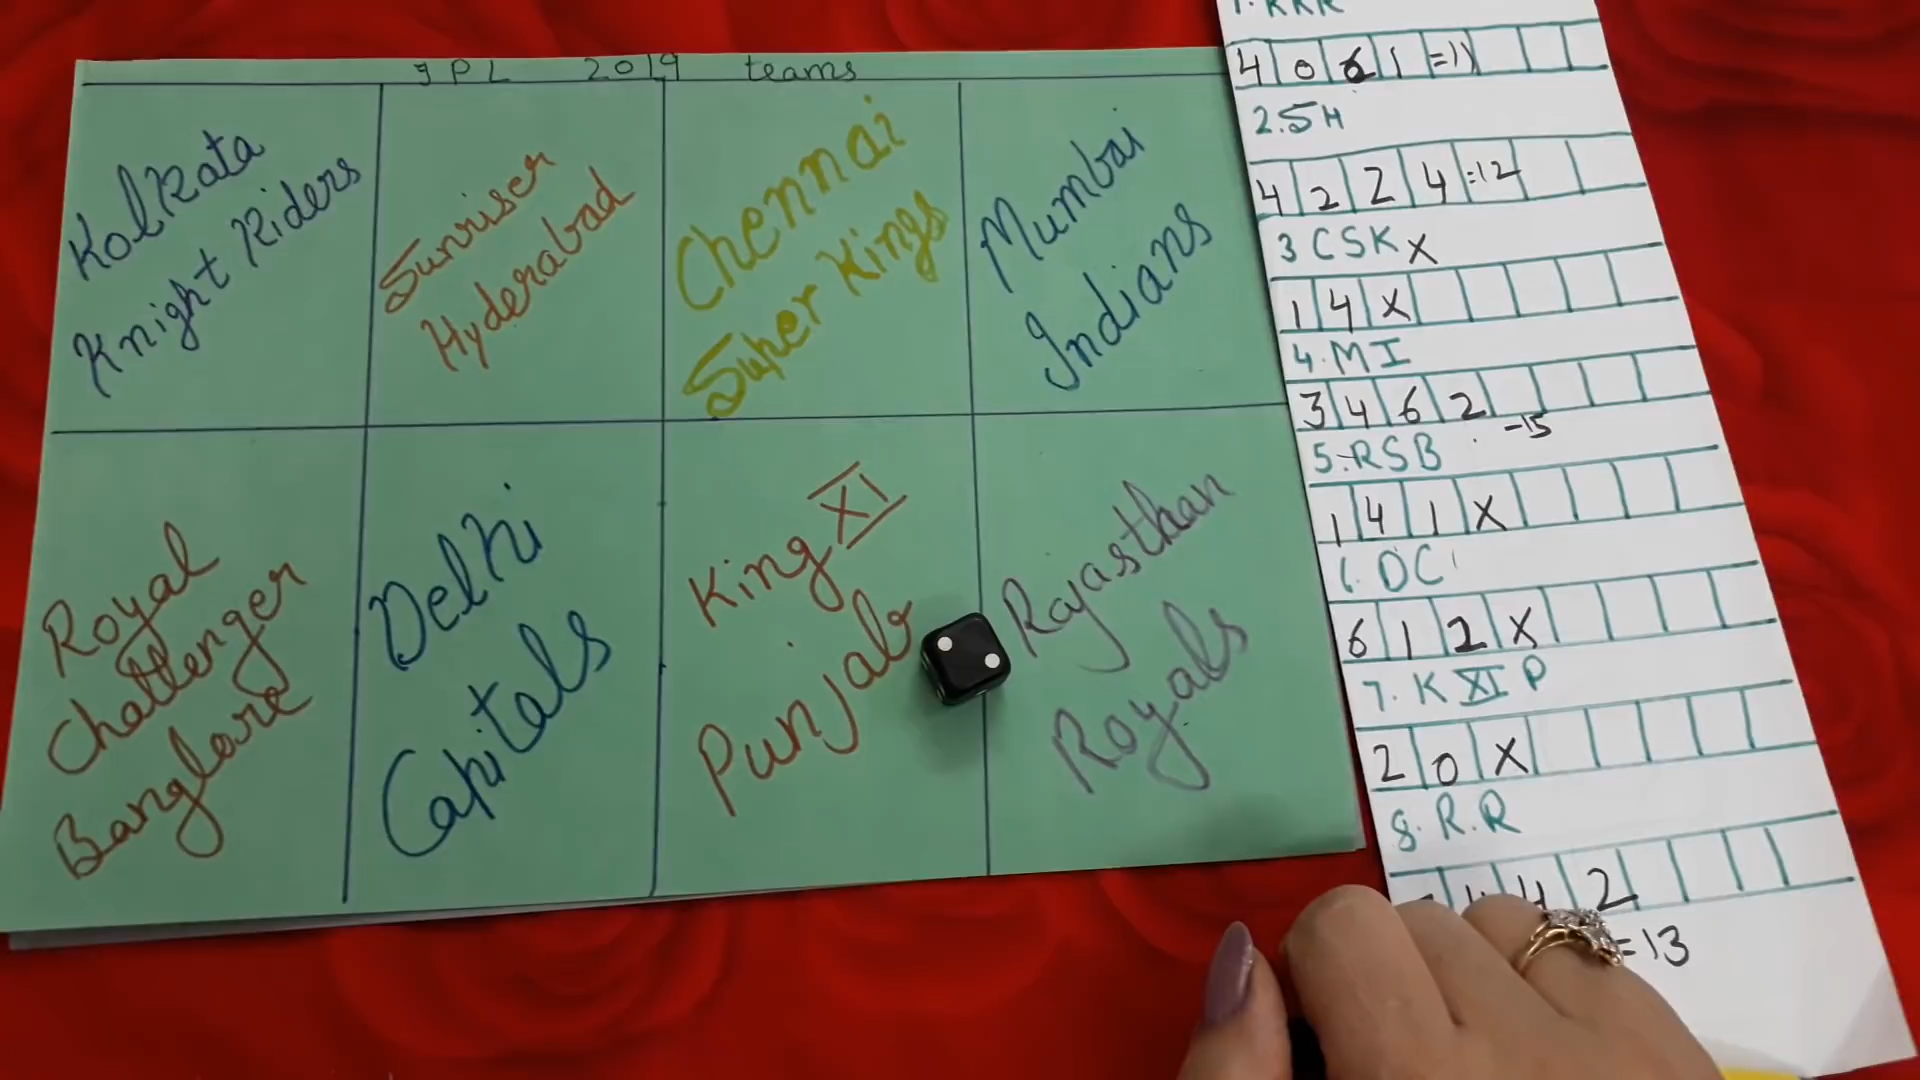 IPL 2019 teams
Kolkata
Knight Riders
Sunriser
Hyderabad
Chennai
Super Kings
Mumbai
Indians
Royal
Challenger
Banglore
Delhi
Capitals
King XI
Punjab
Rajasthan
Royals
1. KKR
4 0 6 1 =11
2. SH
4 2 2 4 =12
3 CSK X
1 4 X
4. MI
3 4 6 2
-15
5. RSB
1 4 1 X
6. DC
6 1 2 X
7. K XI P
2 0 X
8. R.R
4 4 2
=13